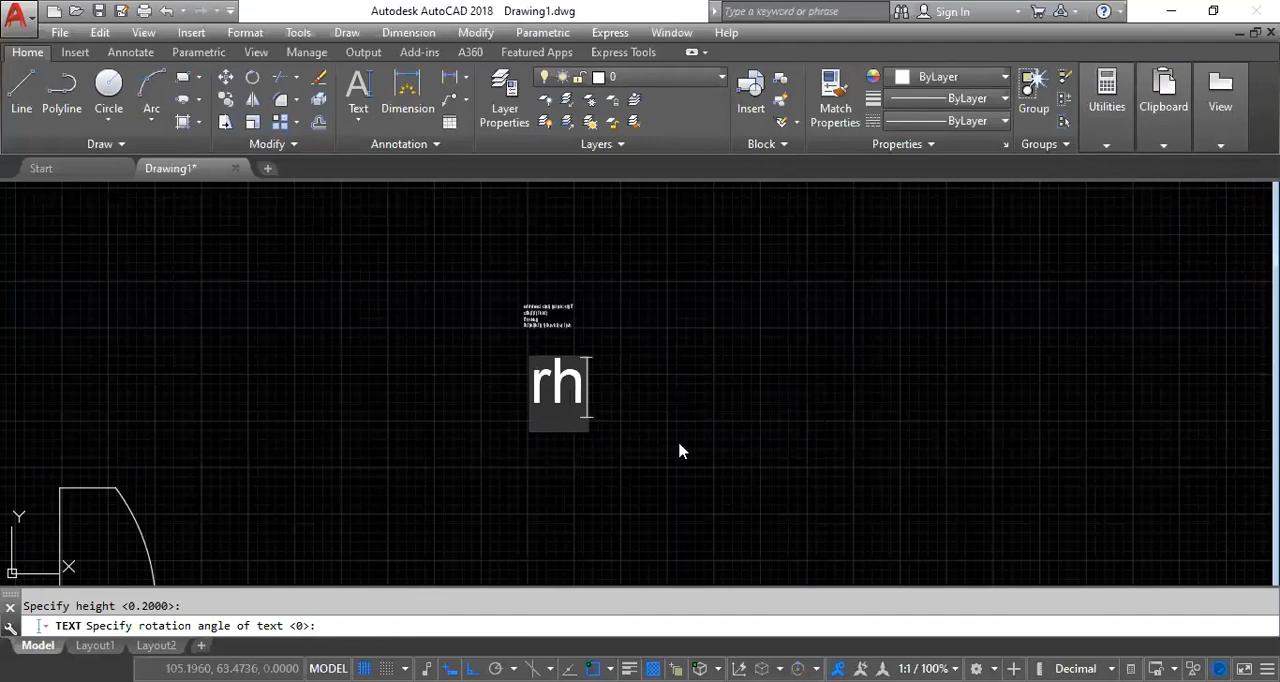 Autodesk AutoCAD 2018 Drawing1.dwg
Type a keyword or phrase
Sign In
File Edit View Insert Format Tools Draw Dimension Modify Parametric Express Window Help
Home Insert Annotate Parametric View Manage Output Add-ins A360 Featured Apps Express Tools
Line Polyline Circle Arc
Text Dimension
Layer Properties
0
Insert
Match Properties
ByLayer
ByLayer
ByLayer
Group
Utilities
Clipboard
View
Draw
Modify
Annotation
Layers
Block
Properties
Groups
Start
Drawing1*
rh
Y
X
Specify height <0.2000>:
TEXT Specify rotation angle of text <0>:
Model Layout1 Layout2
105.1960, 63.4736, 0.0000 MODEL 1:1 / 100% Decimal